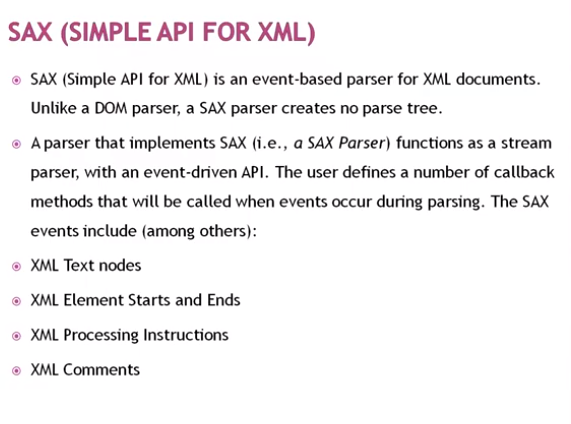 SAX (SIMPLE API FOR XML)
SAX (Simple API for XML) is an event-based parser for XML documents.
Unlike a DOM parser, a SAX parser creates no parse tree.
A parser that implements SAX (i.e., a SAX Parser) functions as a stream
parser, with an event-driven API. The user defines a number of callback
methods that will be called when events occur during parsing. The SAX
events include (among others):
XML Text nodes
XML Element Starts and Ends
XML Processing Instructions
XML Comments